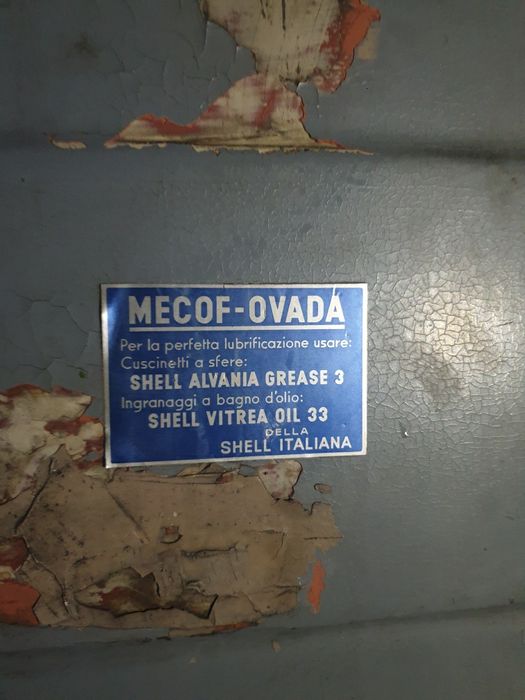 MECOF-OVADA
Per la perfetta lubrificazione usare:
Cuscinetti a sfere:
SHELL ALVANIA GREASE 3
Ingranaggi a bagno d'olio:
SHELL VITREA OIL 33
DELLA
SHELL ITALIANA